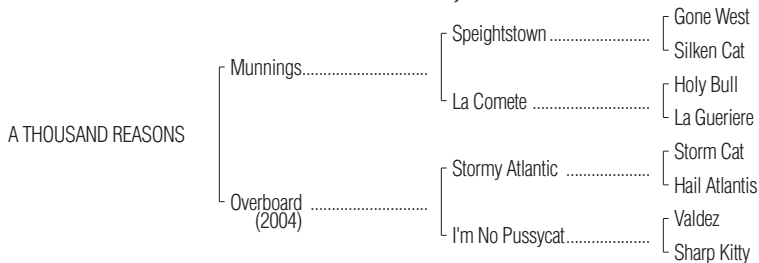 Gone West
Speightstown ........................
Silken Cat
Munnings..............................
Holy Bull
La Comete ............................
La Gueriere
A THOUSAND REASONS
Storm Cat
Stormy Atlantic ....................
Hail Atlantis
Overboard ............................
(2004)
Valdez
I'm No Pussycat....................
Sharp Kitty